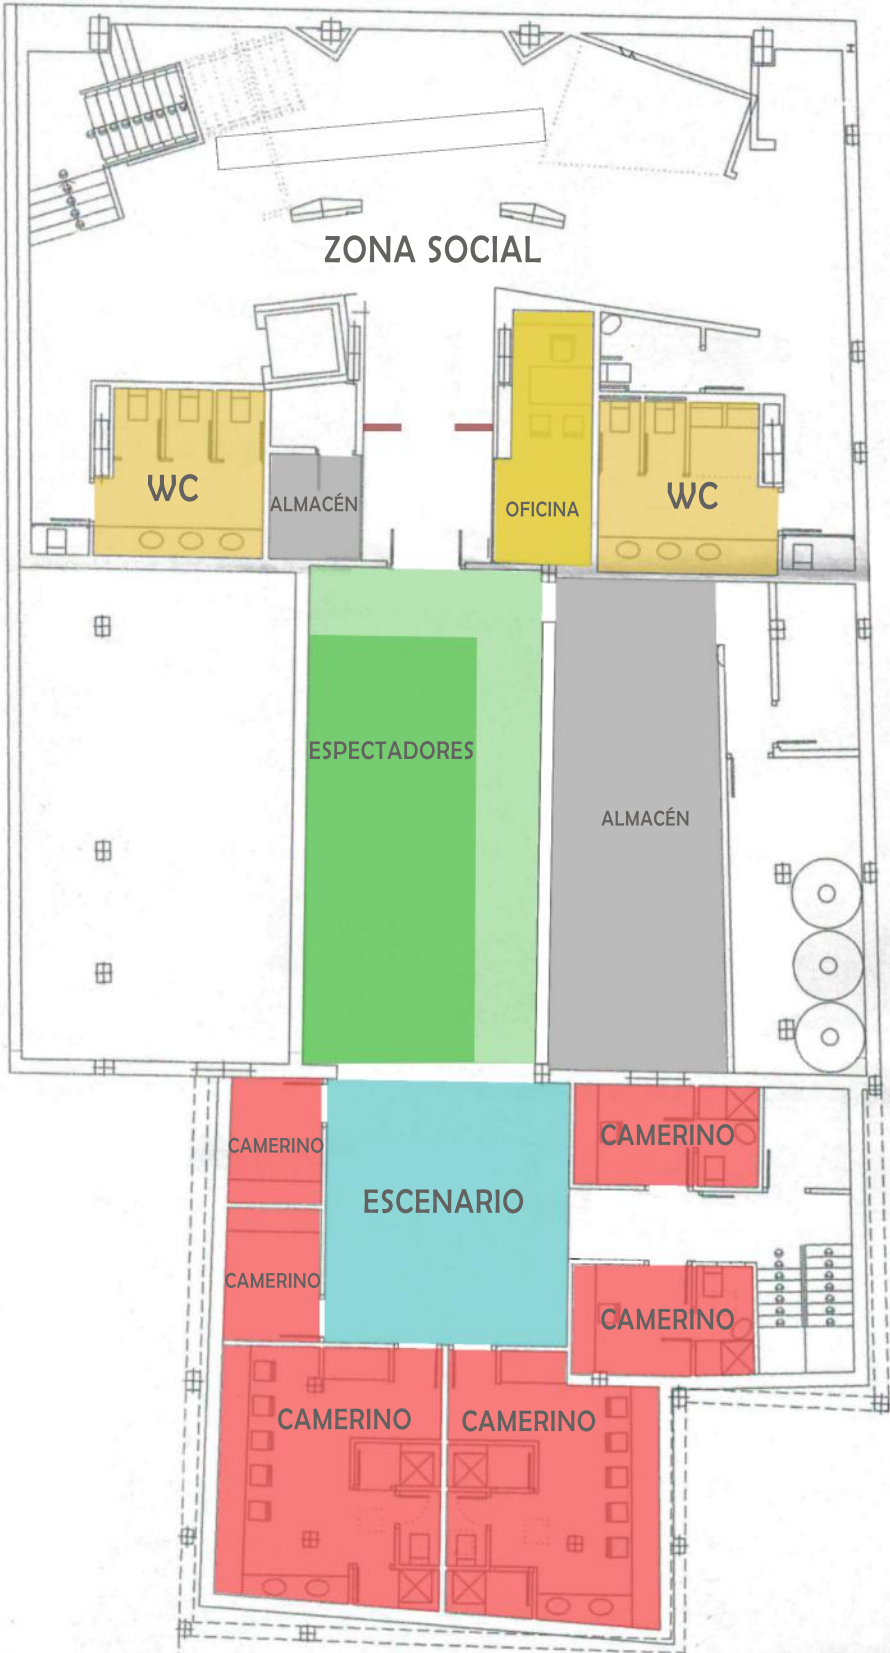 ZONA SOCIAL
WC
ALMACÉN
OFICINA
WC
ESPECTADORES
ALMACÉN
CAMERINO
CAMERINO
ESCENARIO
CAMERINO
CAMERINO
CAMERINO
CAMERINO